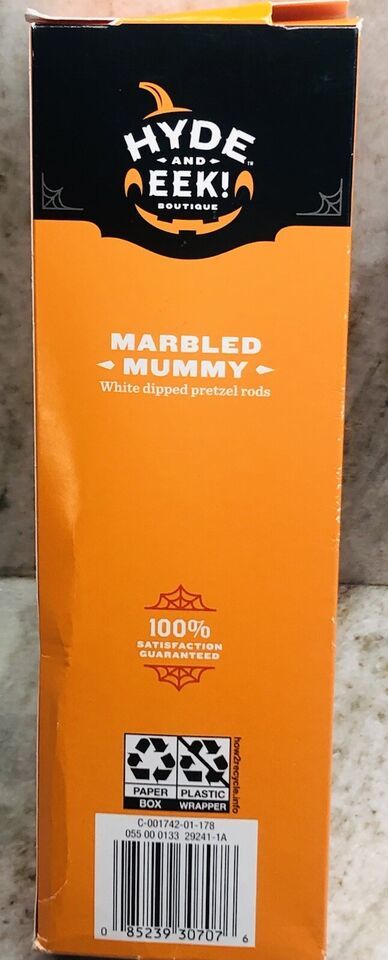 HYDE
AND
EEK!
BOUTIQUE
™
MARBLED
MUMMY
White dipped pretzel rods
100%
SATISFACTION
GUARANTEED
how2recycle.info
PAPER PLASTIC
BOX WRAPPER
C-001742-01-178
055 00 0133 29241-1A
0 85239 30707 6